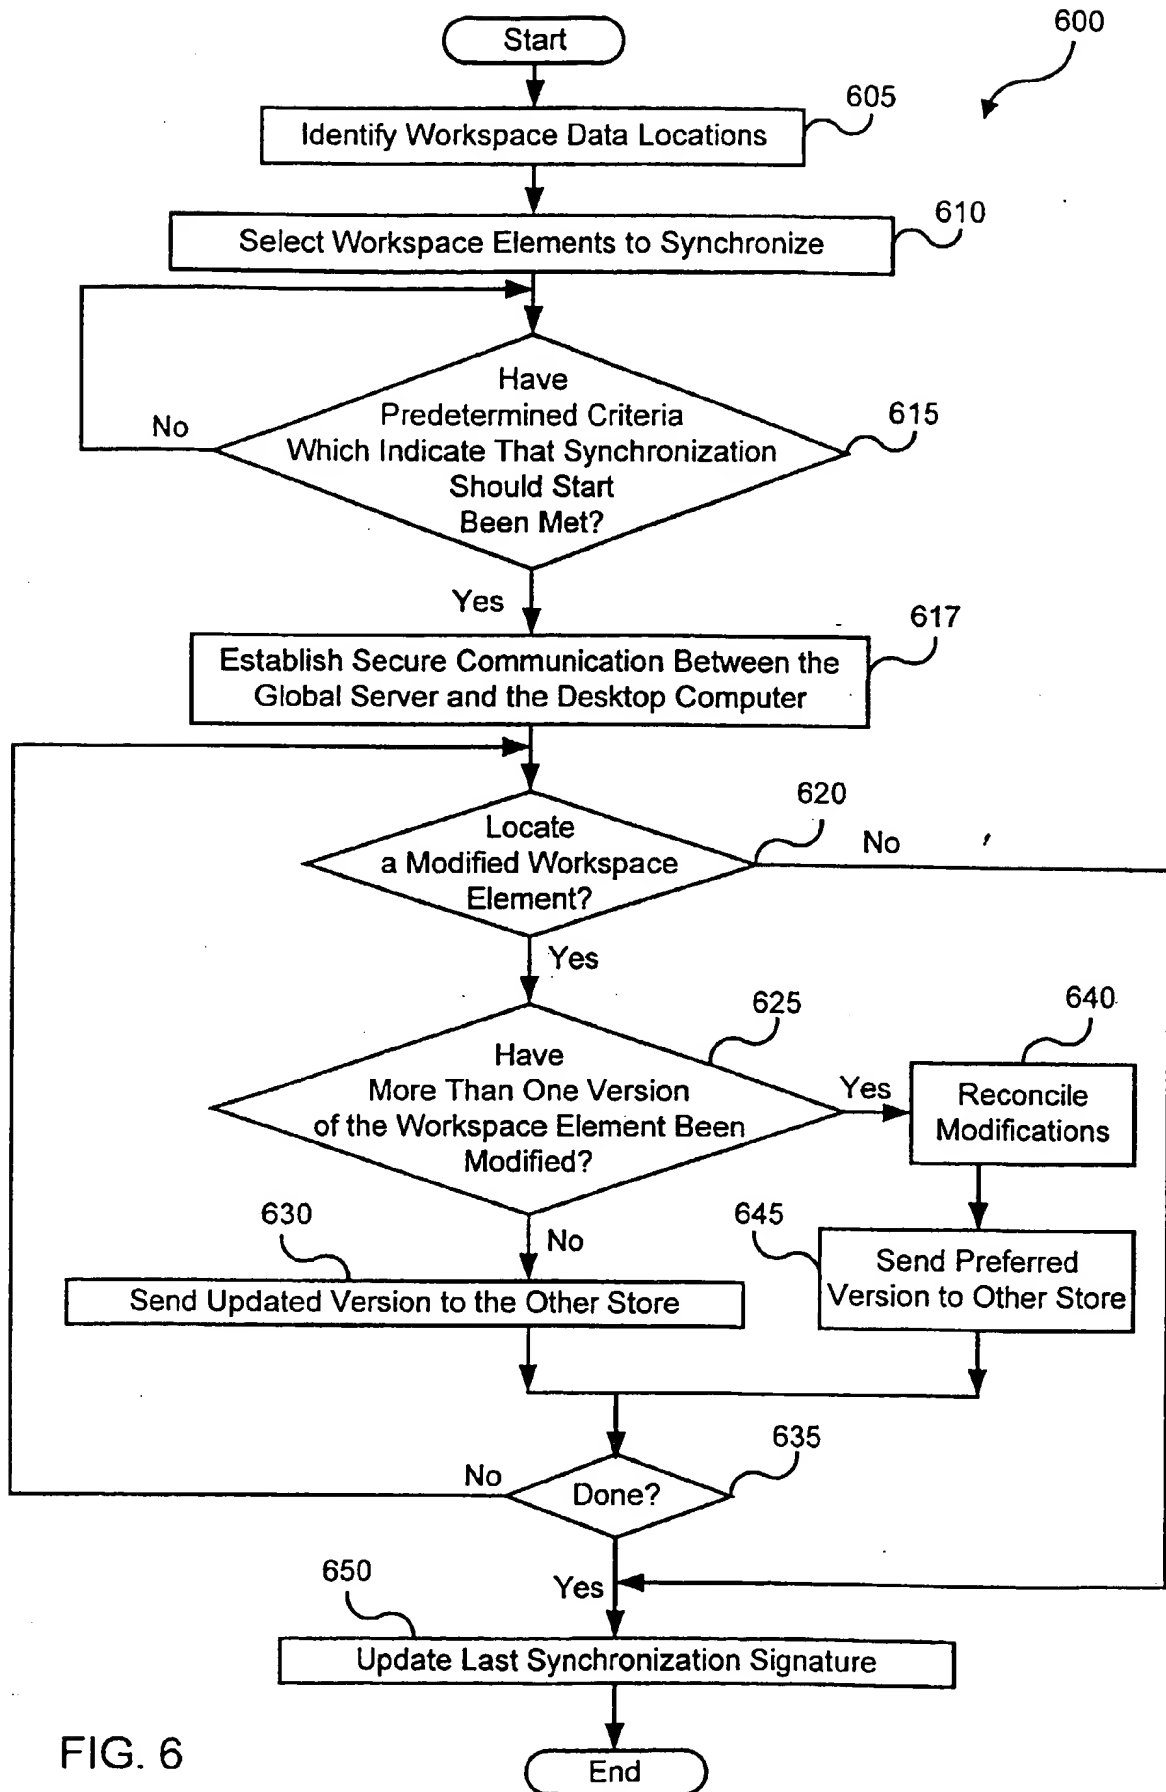 Start
600
605
Identify Workspace Data Locations
610
Select Workspace Elements to Synchronize
Have
Predetermined Criteria
Which Indicate That Synchronization
Should Start
Been Met?
615
No
Yes
617
Establish Secure Communication Between the
Global Server and the Desktop Computer
620
Locate
a Modified Workspace
Element?
No
Yes
625
Have
More Than One Version
of the Workspace Element Been
Modified?
Yes
640
Reconcile
Modifications
No
630
Send Updated Version to the Other Store
645
Send Preferred
Version to Other Store
635
Done?
No
Yes
650
Update Last Synchronization Signature
End
FIG. 6